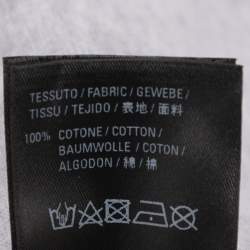 TESSUTO / FABRIC / GEWEBE /
TISSU / TEJIDO / 表地 / 面料
100% COTONE / COTTON /
BAUMWOLLE / COTON /
ALGODON / 綿 / 棉